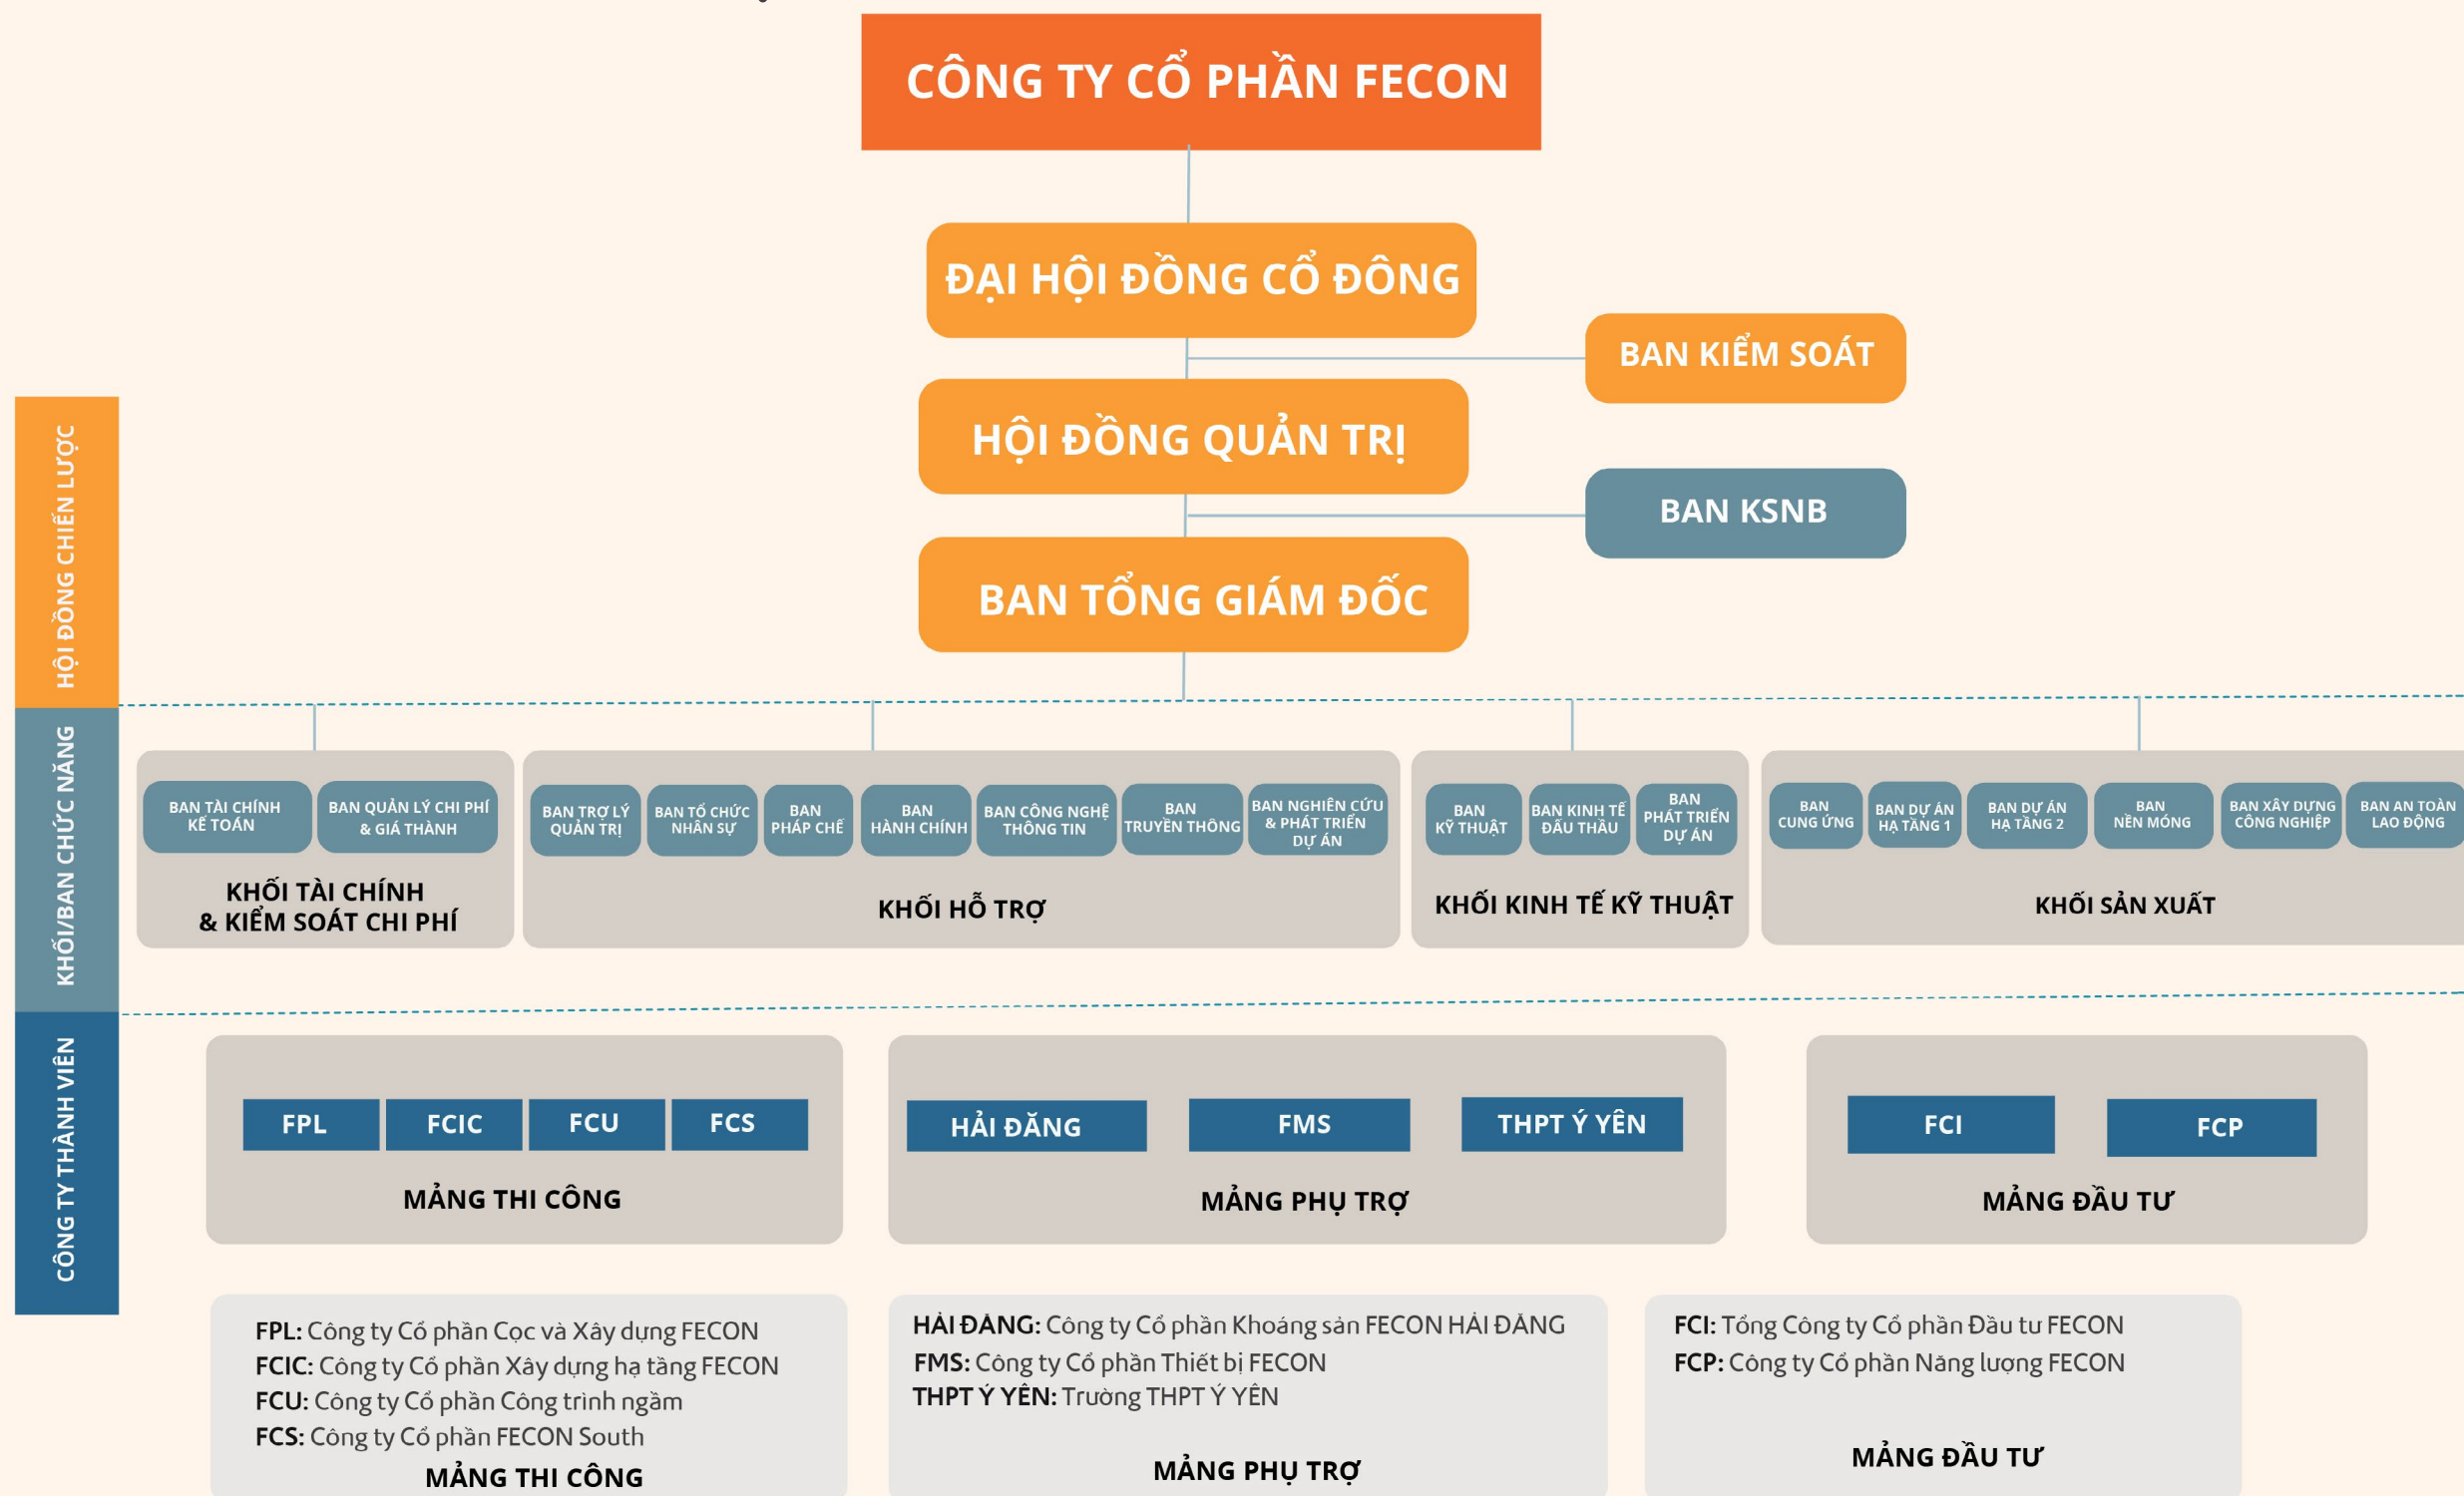 CÔNG TY CỔ PHẦN FECON
ĐẠI HỘI ĐỒNG CỔ ĐÔNG
BAN KIỂM SOÁT
HỘI ĐỒNG QUẢN TRỊ
BAN KSNB
BAN TỔNG GIÁM ĐỐC
HỘI ĐỒNG CHIẾN LƯỢC
KHỐI/BAN CHỨC NĂNG
BAN TÀI CHÍNH
KẾ TOÁN
BAN QUẢN LÝ CHI PHÍ
& GIÁ THÀNH
KHỐI TÀI CHÍNH
& KIỂM SOÁT CHI PHÍ
BAN TRỢ LÝ
QUẢN TRỊ
BAN TỔ CHỨC
NHÂN SỰ
BAN
PHÁP CHẾ
BAN
HÀNH CHÍNH
BAN CÔNG NGHỆ
THÔNG TIN
BAN
TRUYỀN THÔNG
BAN NGHIÊN CỨU
& PHÁT TRIỂN
DỰ ÁN
KHỐI HỖ TRỢ
BAN
KỸ THUẬT
BAN KINH TẾ
ĐẤU THẦU
BAN
PHÁT TRIỂN
DỰ ÁN
KHỐI KINH TẾ KỸ THUẬT
BAN
CUNG ỨNG
BAN DỰ ÁN
HẠ TẦNG 1
BAN DỰ ÁN
HẠ TẦNG 2
BAN
NỀN MÓNG
BAN XÂY DỰNG
CÔNG NGHIỆP
BAN AN TOÀN
LAO ĐỘNG
KHỐI SẢN XUẤT
CÔNG TY THÀNH VIÊN
FPL
FCIC
FCU
FCS
MẢNG THI CÔNG
HẢI ĐĂNG
FMS
THPT Ý YÊN
MẢNG PHỤ TRỢ
FCI
FCP
MẢNG ĐẦU TƯ
FPL: Công ty Cổ phần Cọc và Xây dựng FECON
FCIC: Công ty Cổ phần Xây dựng hạ tầng FECON
FCU: Công ty Cổ phần Công trình ngầm
FCS: Công ty Cổ phần FECON South
MẢNG THI CÔNG
HẢI ĐĂNG: Công ty Cổ phần Khoáng sản FECON HẢI ĐĂNG
FMS: Công ty Cổ phần Thiết bị FECON
THPT Ý YÊN: Trường THPT Ý YÊN
MẢNG PHỤ TRỢ
FCI: Tổng Công ty Cổ phần Đầu tư FECON
FCP: Công ty Cổ phần Năng lượng FECON
MẢNG ĐẦU TƯ